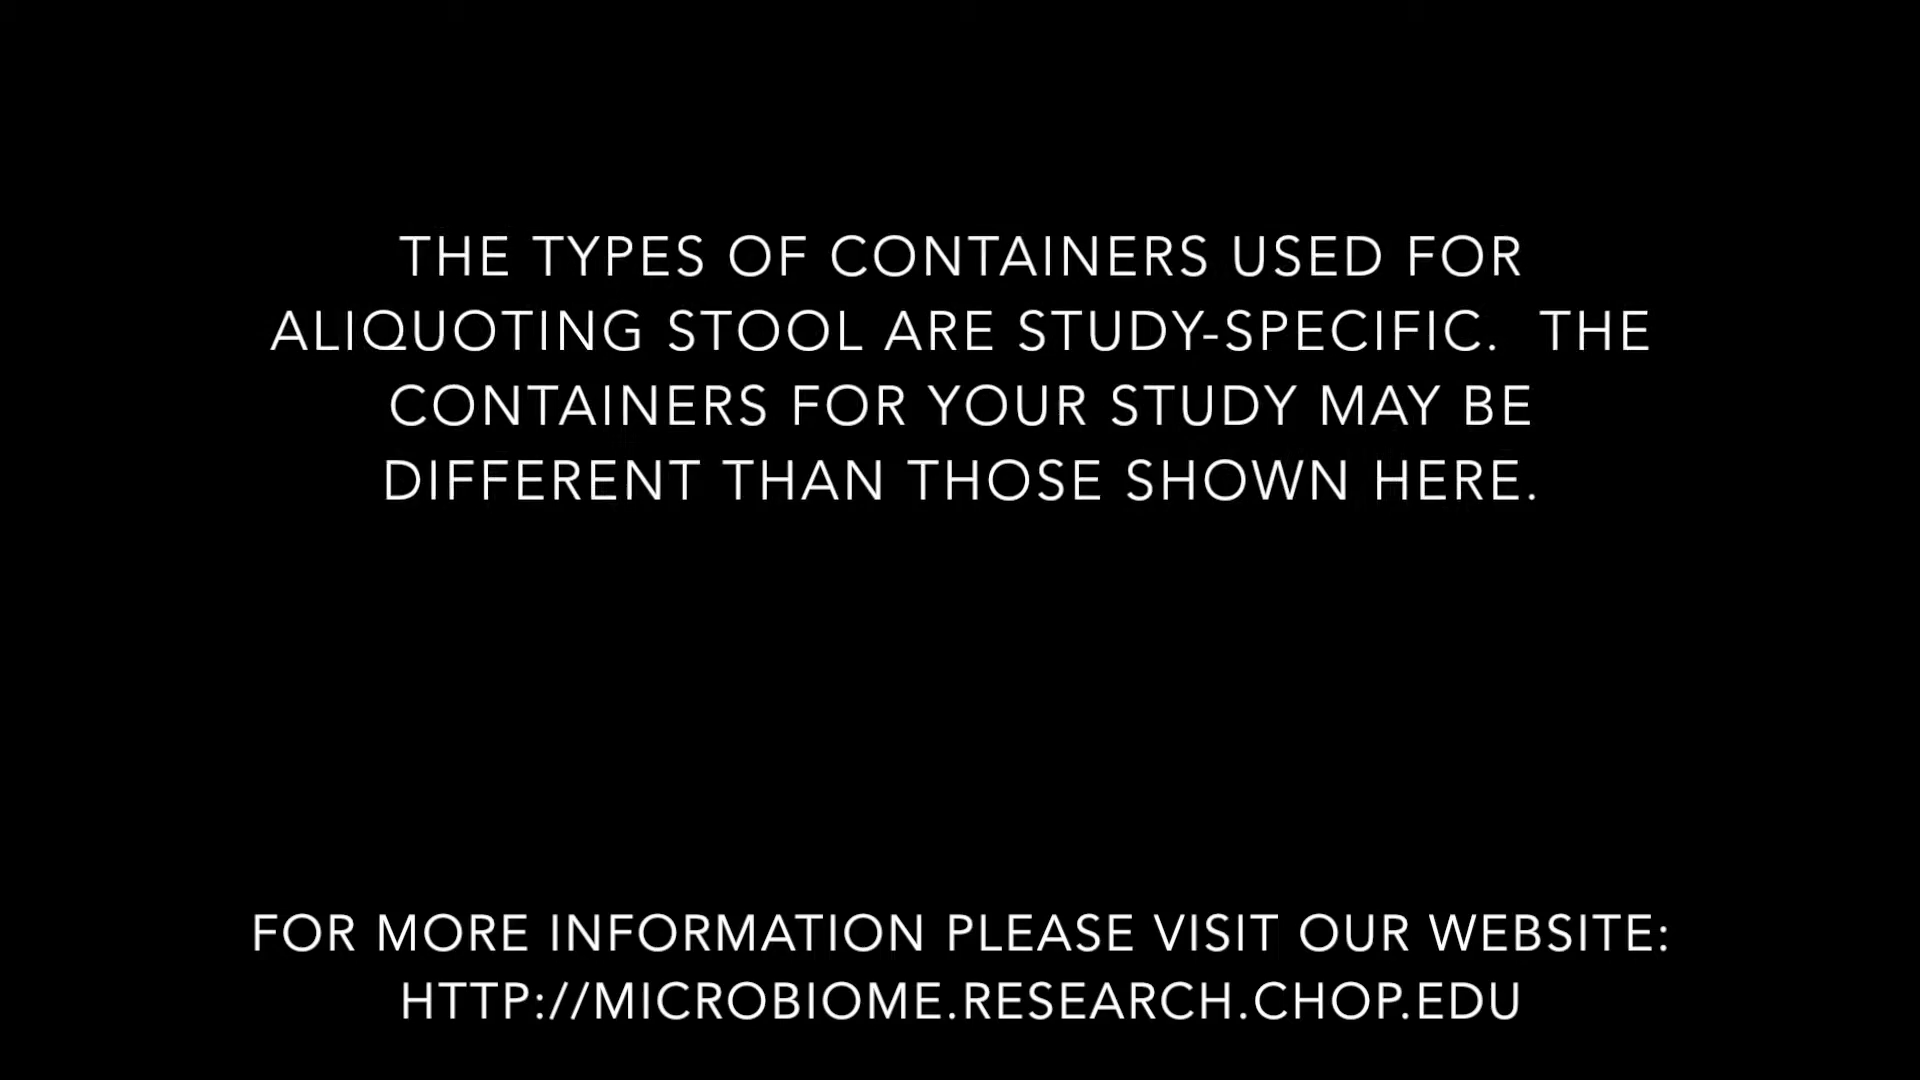 THE TYPES OF CONTAINERS USED FOR
ALIQUOTING STOOL ARE STUDY-SPECIFIC.  THE
CONTAINERS FOR YOUR STUDY MAY BE
DIFFERENT THAN THOSE SHOWN HERE.
FOR MORE INFORMATION PLEASE VISIT OUR WEBSITE:
HTTP://MICROBIOME.RESEARCH.CHOP.EDU